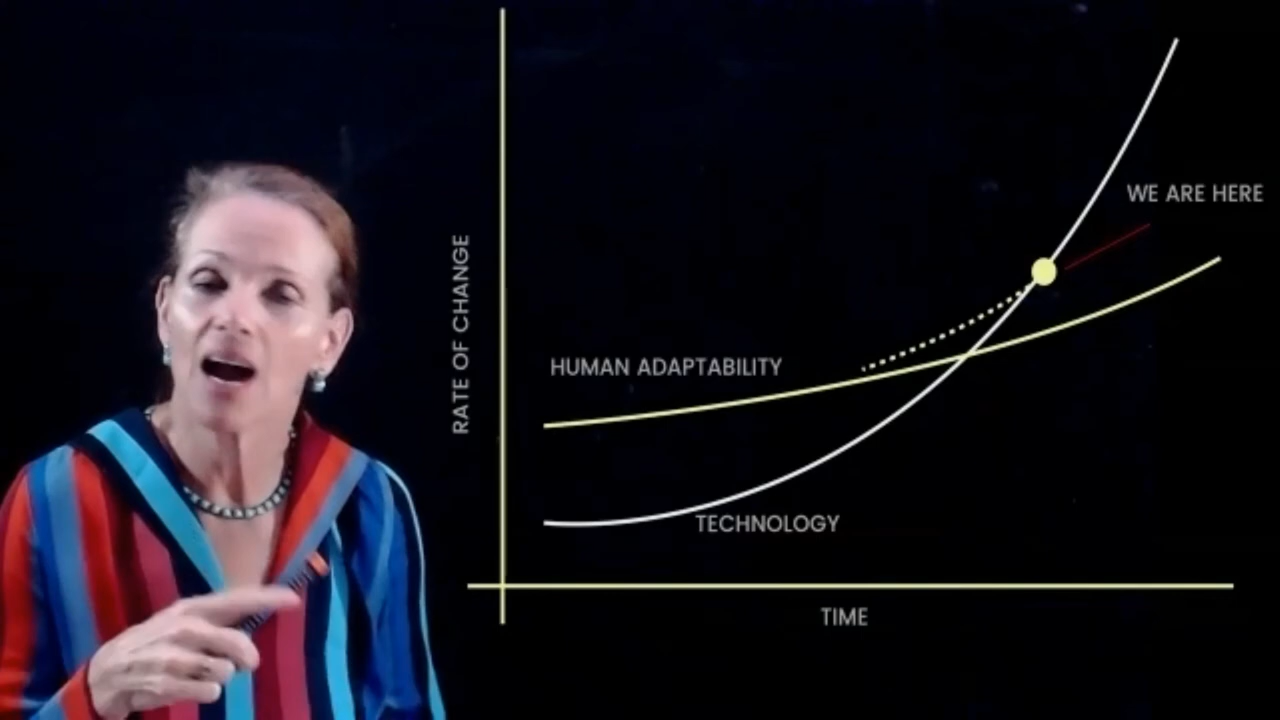 WE ARE HERE
RATE OF CHANGE
HUMAN ADAPTABILITY
TECHNOLOGY
TIME